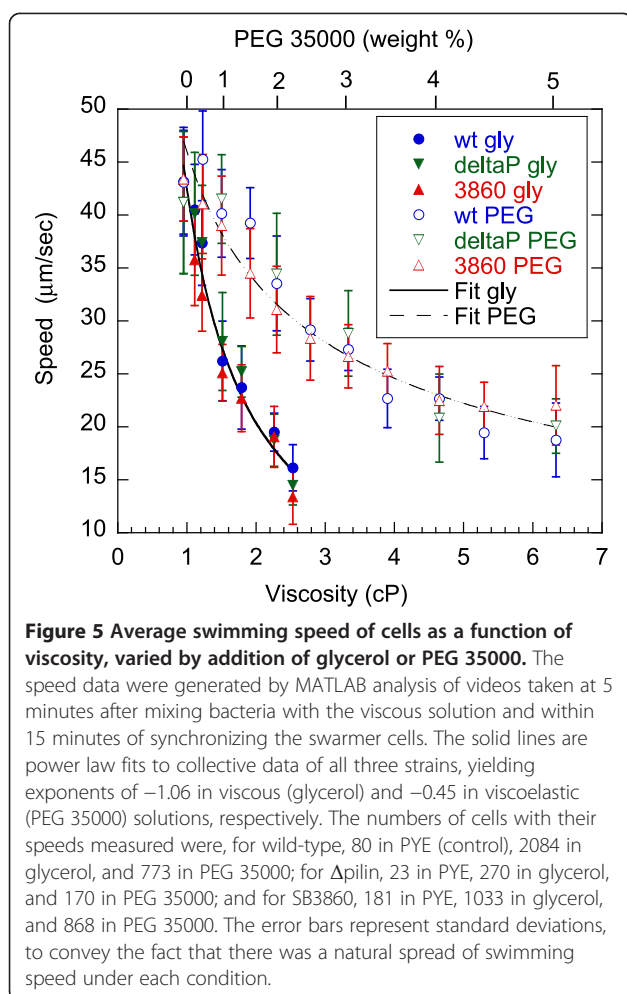 PEG 35000 (weight %)
0 1 2 3 4 5
50
45
40
35
30
25
20
15
10
Speed (μm/sec)
wt gly
deltaP gly
3860 gly
wt PEG
deltaP PEG
3860 PEG
Fit gly
Fit PEG
0 1 2 3 4 5 6 7
Viscosity (cP)
Figure 5 Average swimming speed of cells as a function of
viscosity, varied by addition of glycerol or PEG 35000. The
speed data were generated by MATLAB analysis of videos taken at 5
minutes after mixing bacteria with the viscous solution and within
15 minutes of synchronizing the swarmer cells. The solid lines are
power law fits to collective data of all three strains, yielding
exponents of −1.06 in viscous (glycerol) and −0.45 in viscoelastic
(PEG 35000) solutions, respectively. The numbers of cells with their
speeds measured were, for wild-type, 80 in PYE (control), 2084 in
glycerol, and 773 in PEG 35000; for Δpilin, 23 in PYE, 270 in glycerol,
and 170 in PEG 35000; and for SB3860, 181 in PYE, 1033 in glycerol,
and 868 in PEG 35000. The error bars represent standard deviations,
to convey the fact that there was a natural spread of swimming
speed under each condition.